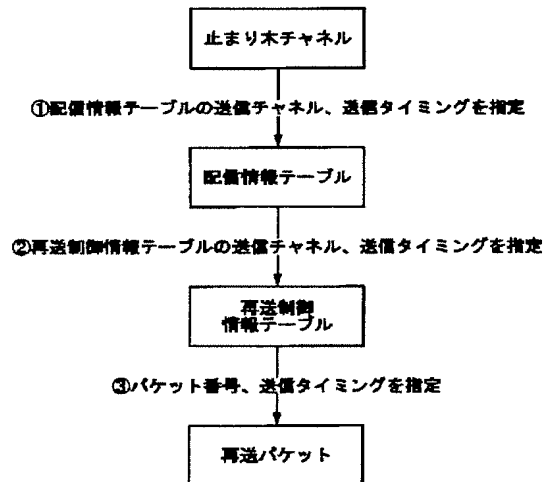 止まり木チャネル
①配信情報テーブルの送信チャネル、送信タイミングを指定
配信情報テーブル
②再送制御情報テーブルの送信チャネル、送信タイミングを指定
再送制御
情報テーブル
③パケット番号、送信タイミングを指定
再送パケット